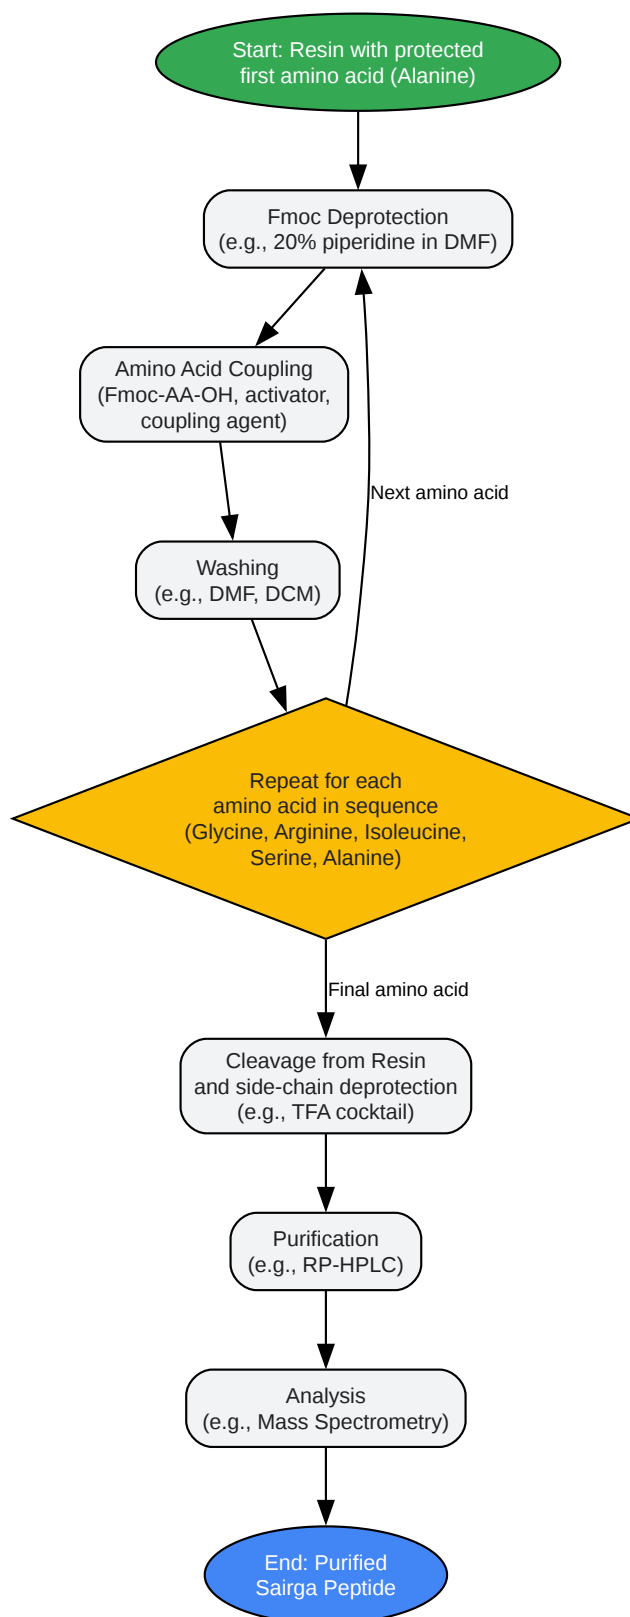 Start: Resin with protected
first amino acid (Alanine)
Fmoc Deprotection
(e.g., 20% piperidine in DMF)
Amino Acid Coupling
(Fmoc-AA-OH, activator,
coupling agent)
Next amino acid
Washing
(e.g., DMF, DCM)
Repeat for each
amino acid in sequence
(Glycine, Arginine, Isoleucine,
Serine, Alanine)
Final amino acid
Cleavage from Resin
and side-chain deprotection
(e.g., TFA cocktail)
Purification
(e.g., RP-HPLC)
Analysis
(e.g., Mass Spectrometry)
End: Purified
Sairga Peptide